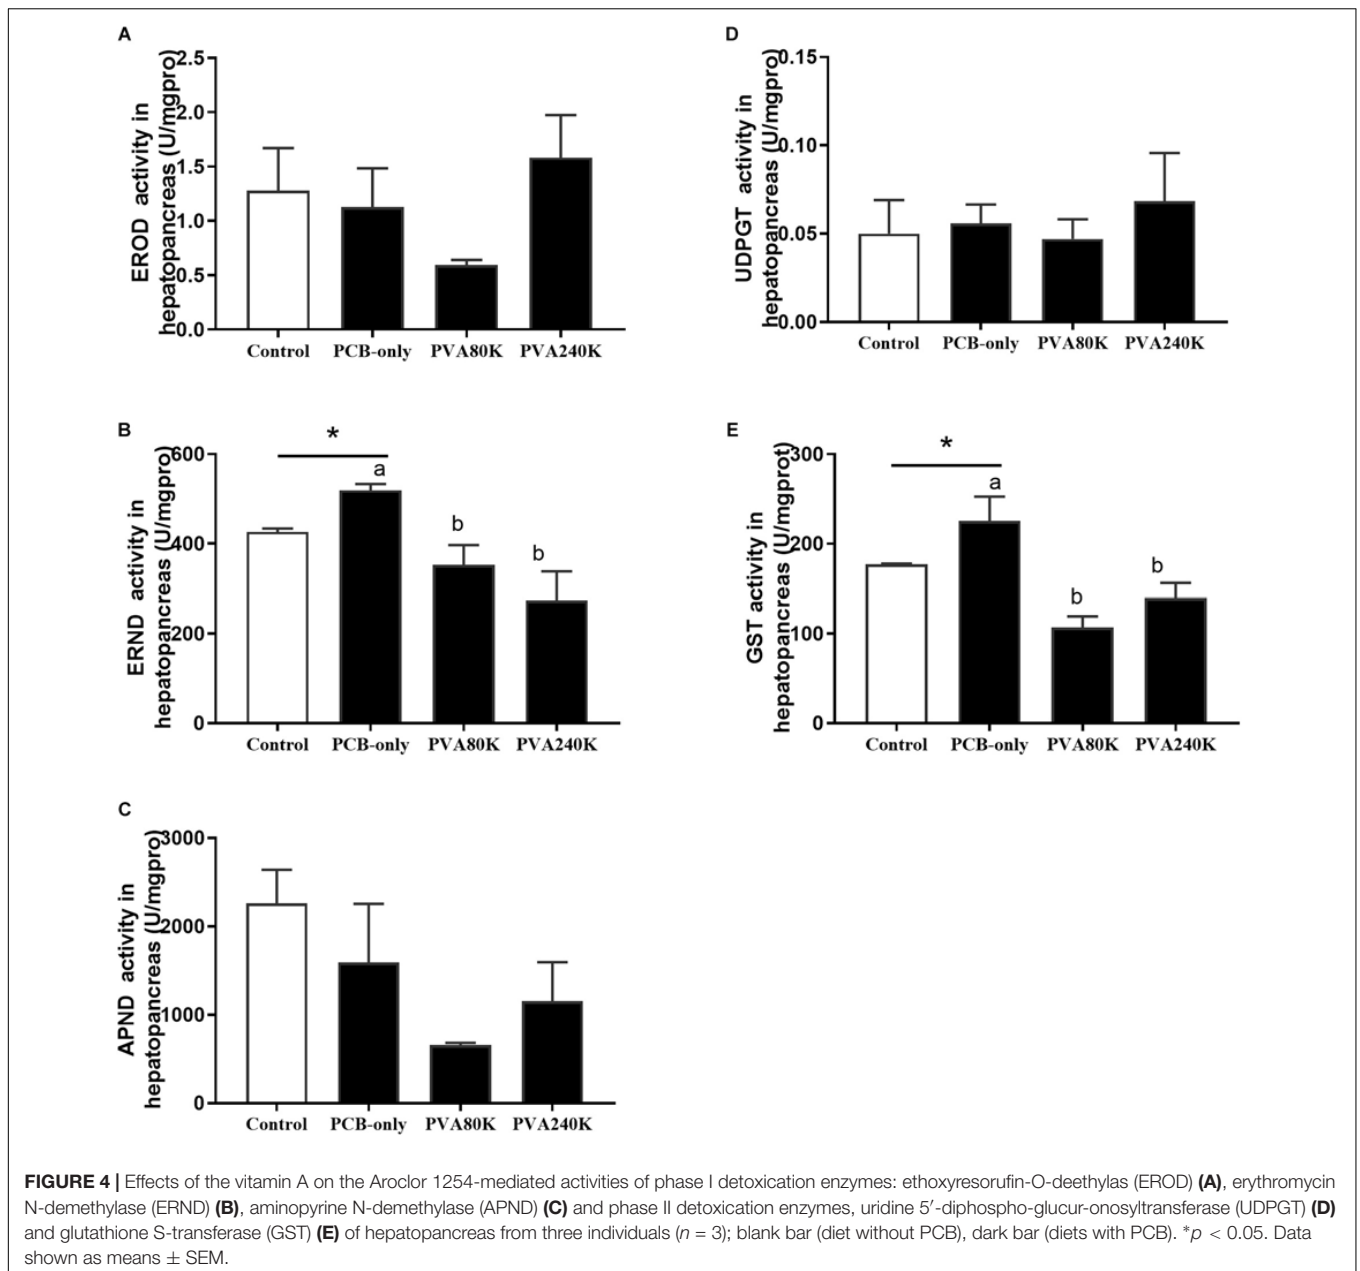 A
EROD activity in
hepatopancreas (U/mgpro)
2.5
2.0
1.5
1.0
0.5
0.0
Control PCB-only PVA80K PVA240K
D
UDPGT activity in
hepatopancreas (U/mgpro)
0.15
0.10
0.05
0.00
Control PCB-only PVA80K PVA240K
B
ERND activity in
hepatopancreas (U/mgpro)
600
400
200
0
*
a
b
b
Control PCB-only PVA80K PVA240K
E
GST activity in
hepatopancreas (U/mgprot)
300
200
100
0
*
a
b
b
Control PCB-only PVA80K PVA240K
C
APND activity in
hepatopancreas (U/mgpro)
3000
2000
1000
0
Control PCB-only PVA80K PVA240K
FIGURE 4 | Effects of the vitamin A on the Aroclor 1254-mediated activities of phase I detoxication enzymes: ethoxyresorufin-O-deethylas (EROD) (A), erythromycin
N-demethylase (ERND) (B), aminopyrine N-demethylase (APND) (C) and phase II detoxication enzymes, uridine 5′-diphospho-glucur-onosyltransferase (UDPGT) (D)
and glutathione S-transferase (GST) (E) of hepatopancreas from three individuals (n = 3); blank bar (diet without PCB), dark bar (diets with PCB). *p < 0.05. Data
shown as means ± SEM.